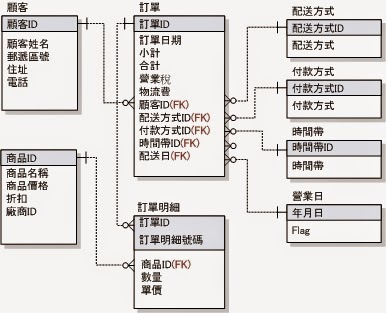 顧客
顧客ID
顧客姓名
郵遞區號
住址
電話
商品ID
商品名稱
商品價格
折扣
廠商ID
訂單
訂單ID
訂單日期
小計
合計
營業稅
物流費
顧客ID(FK)
配送方式ID(FK)
付款方式ID(FK)
時間帶ID(FK)
配送日(FK)
訂單明細
訂單ID
訂單明細號碼
商品ID(FK)
數量
單價
配送方式
配送方式ID
配送方式
付款方式
付款方式ID
付款方式
時間帶
時間帶ID
時間帶
營業日
年月日
Flag